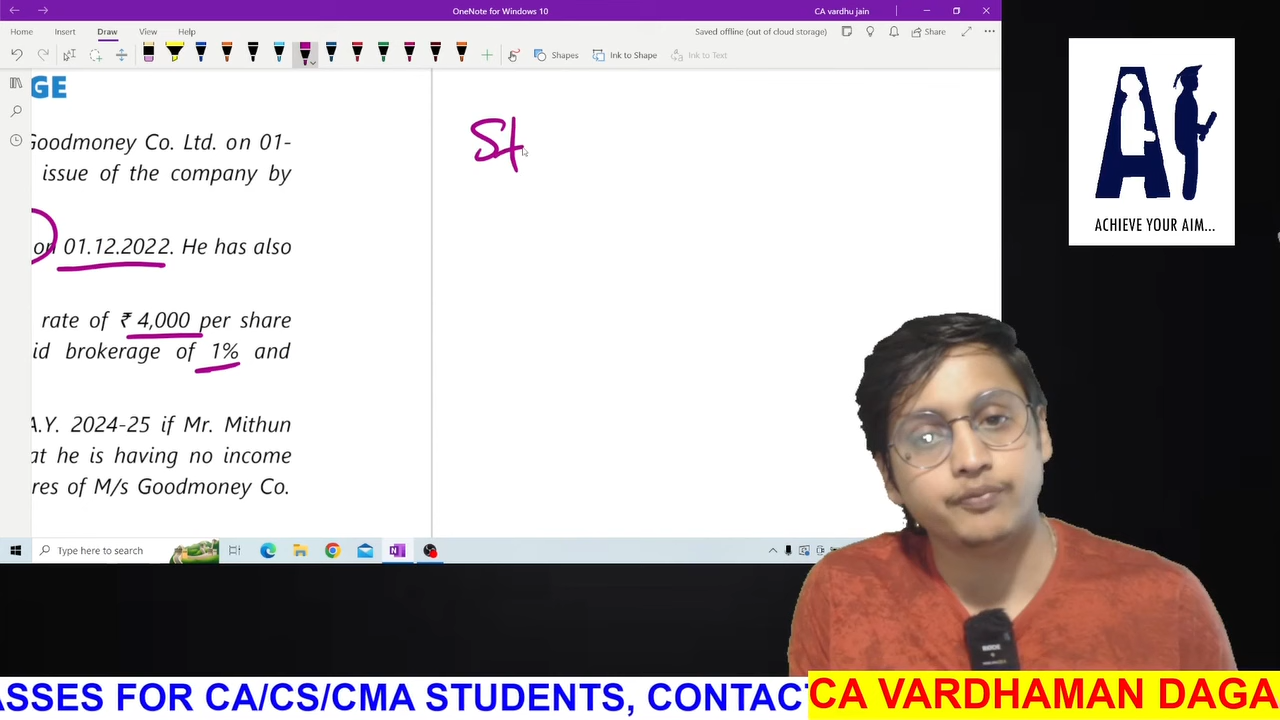 OneNote for Windows 10
CA vardhu jain
Home
Insert
Draw
View
Help
Saved offline (out of cloud storage)
Share
Shapes
Ink to Shape
Ink to Text
GE
Goodmoney Co. Ltd. on 01-
issue of the company by
on 01.12.2022. He has also
rate of ₹ 4,000 per share
id brokerage of 1% and
A.Y. 2024-25 if Mr. Mithun
at he is having no income
res of M/s Goodmoney Co.
St
Type here to search
AI
ACHIEVE YOUR AIM...
ASSES FOR CA/CS/CMA STUDENTS, CONTAC
CA VARDHAMAN DAGA